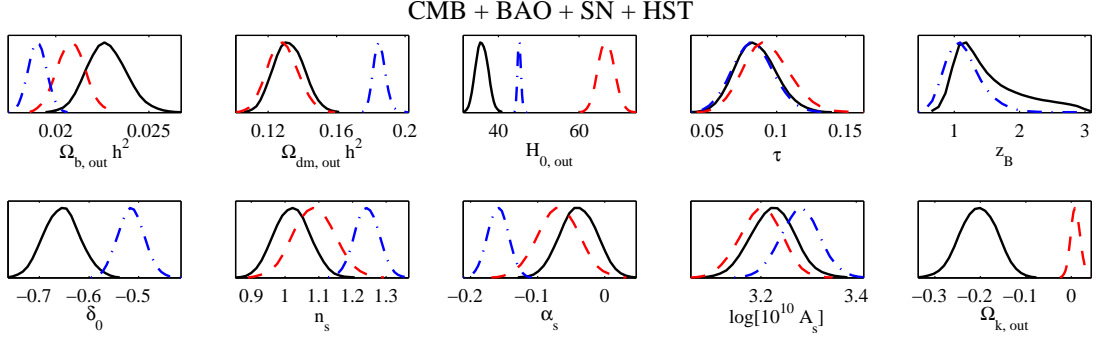 CMB + BAO + SN + HST
0.02 0.025
0.12 0.16 0.2
40 60
0.05 0.1 0.15
1 2 3
Ω_{b, out} h^2
Ω_{dm, out} h^2
H_{0, out}
τ
z_B
−0.7 −0.6 −0.5
0.9 1 1.1 1.2 1.3
−0.2 −0.1 0
3.2 3.4
−0.3 −0.2 −0.1 0
δ_0
n_s
α_s
log[10^{10} A_s]
Ω_{k, out}